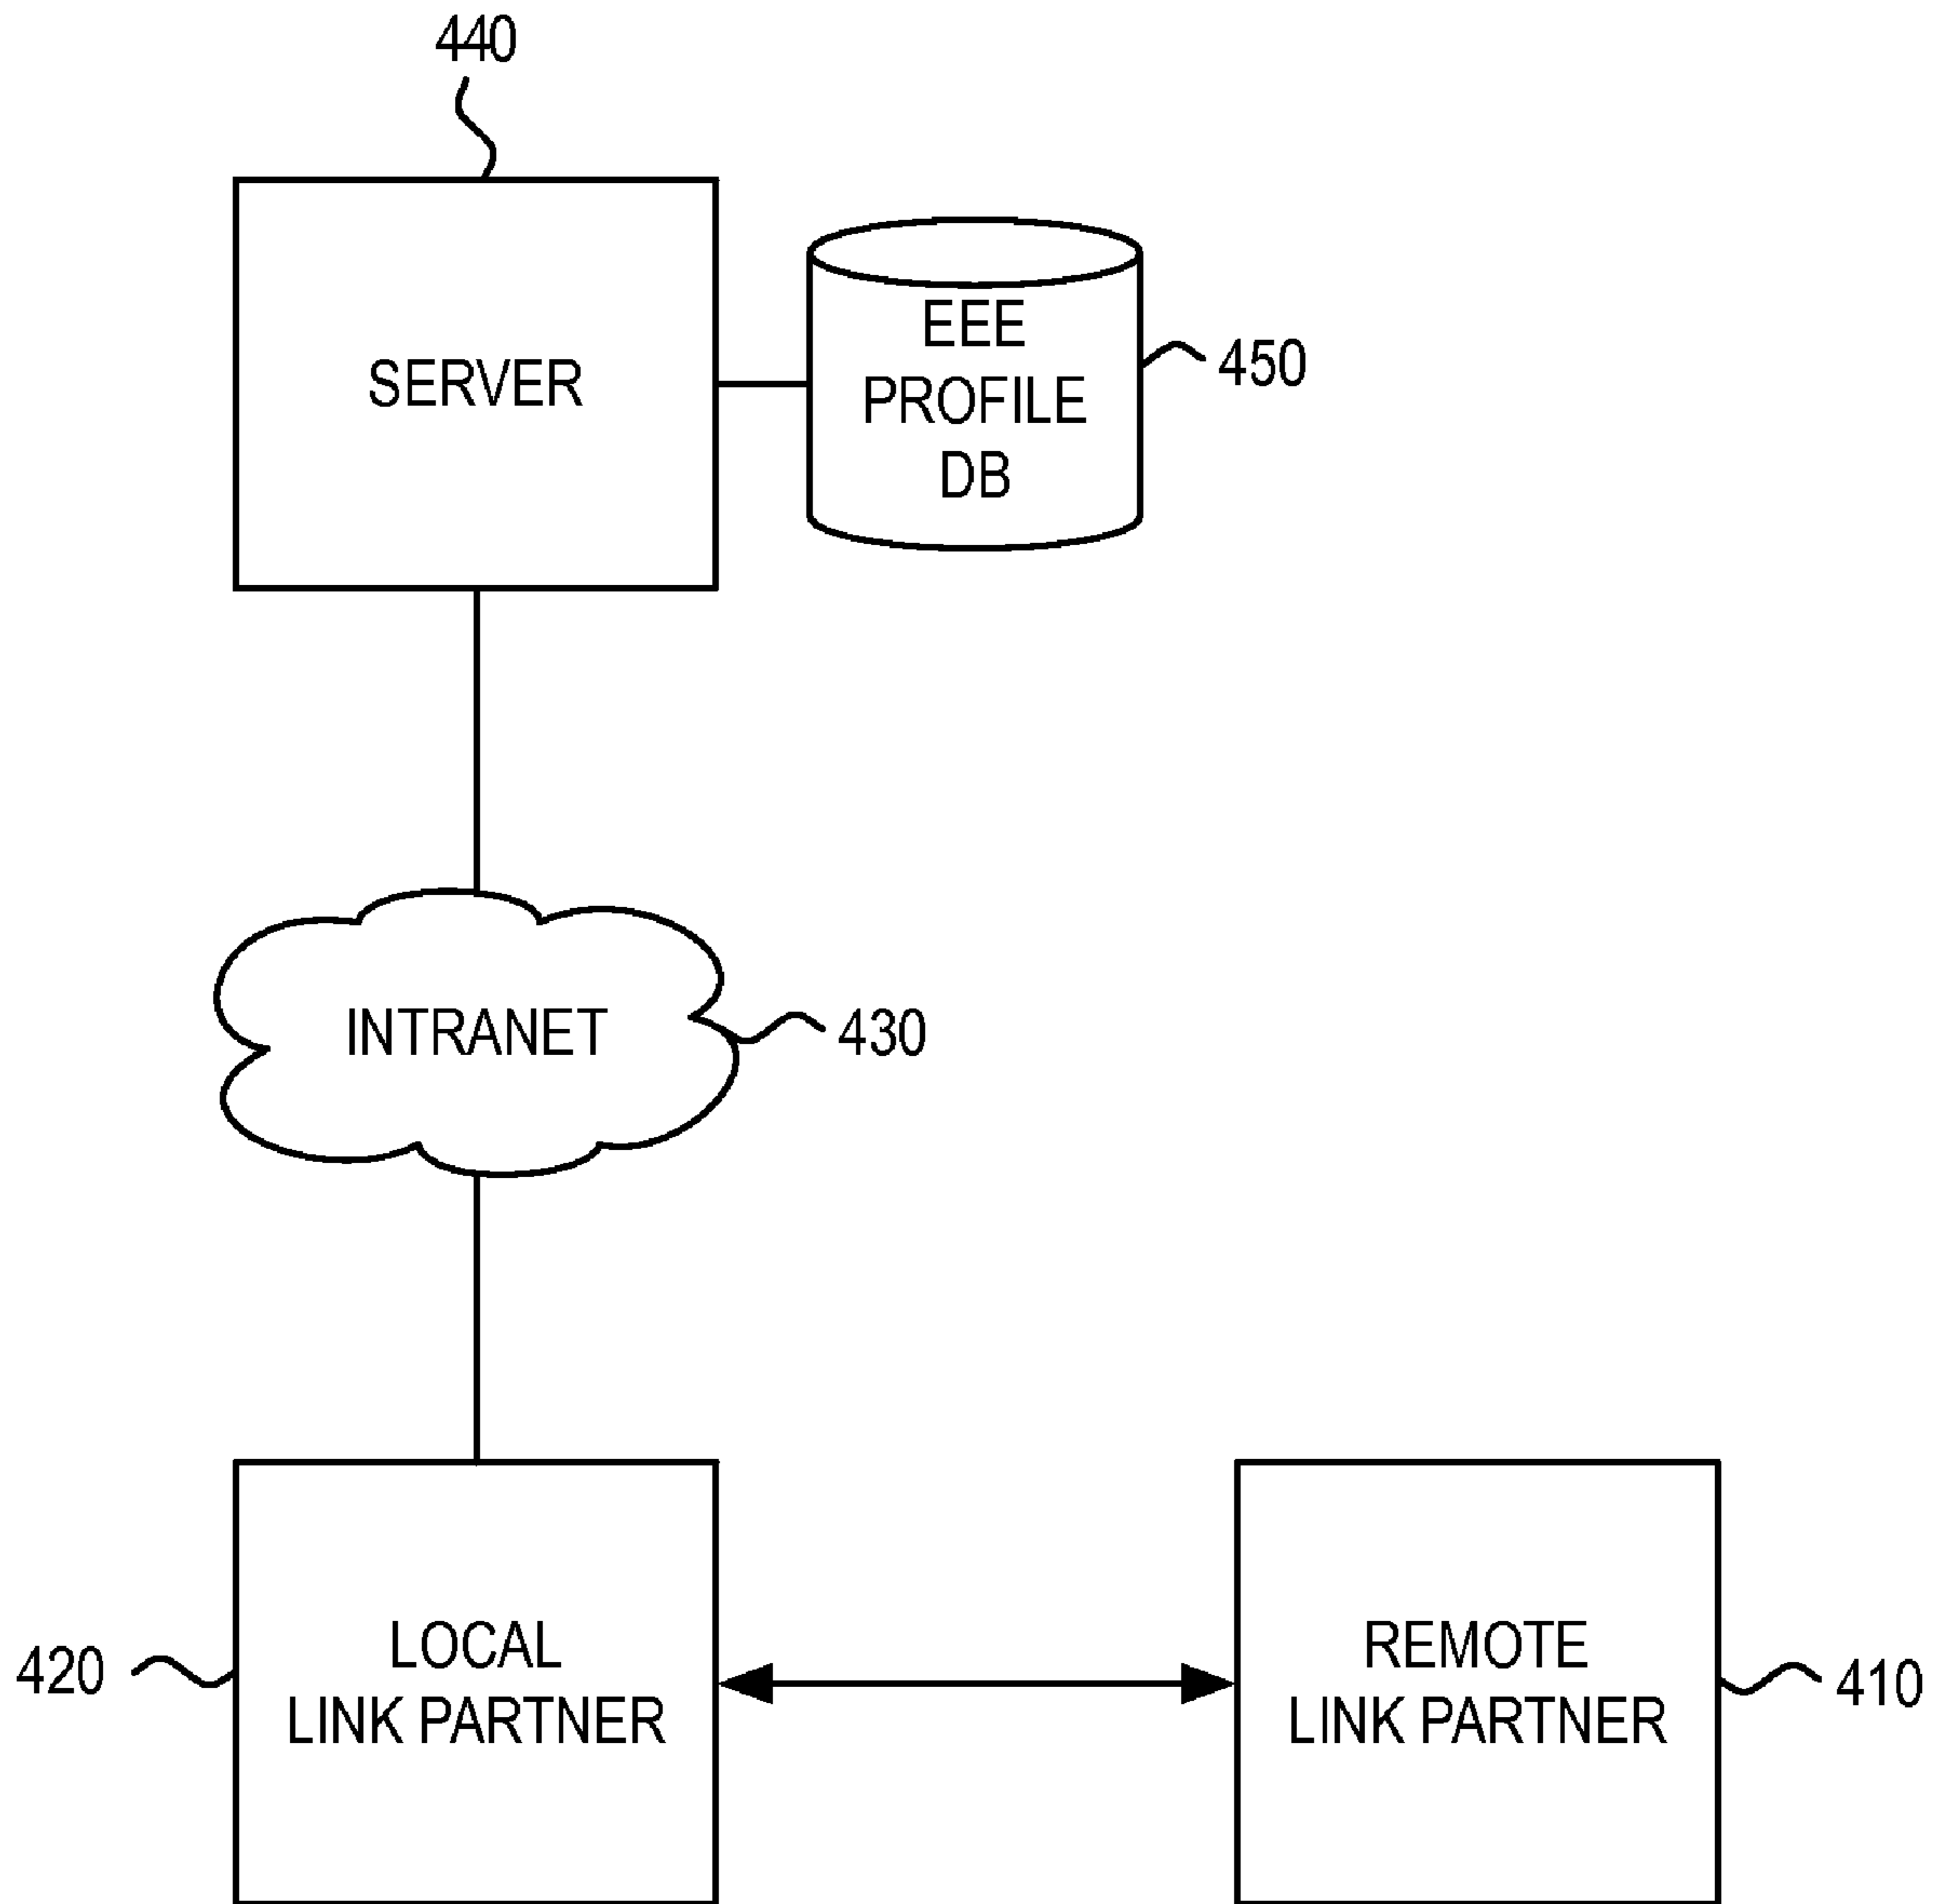 440
SERVER
EEE
PROFILE
DB
450
INTRANET
430
LOCAL
LINK PARTNER
420
REMOTE
LINK PARTNER
410